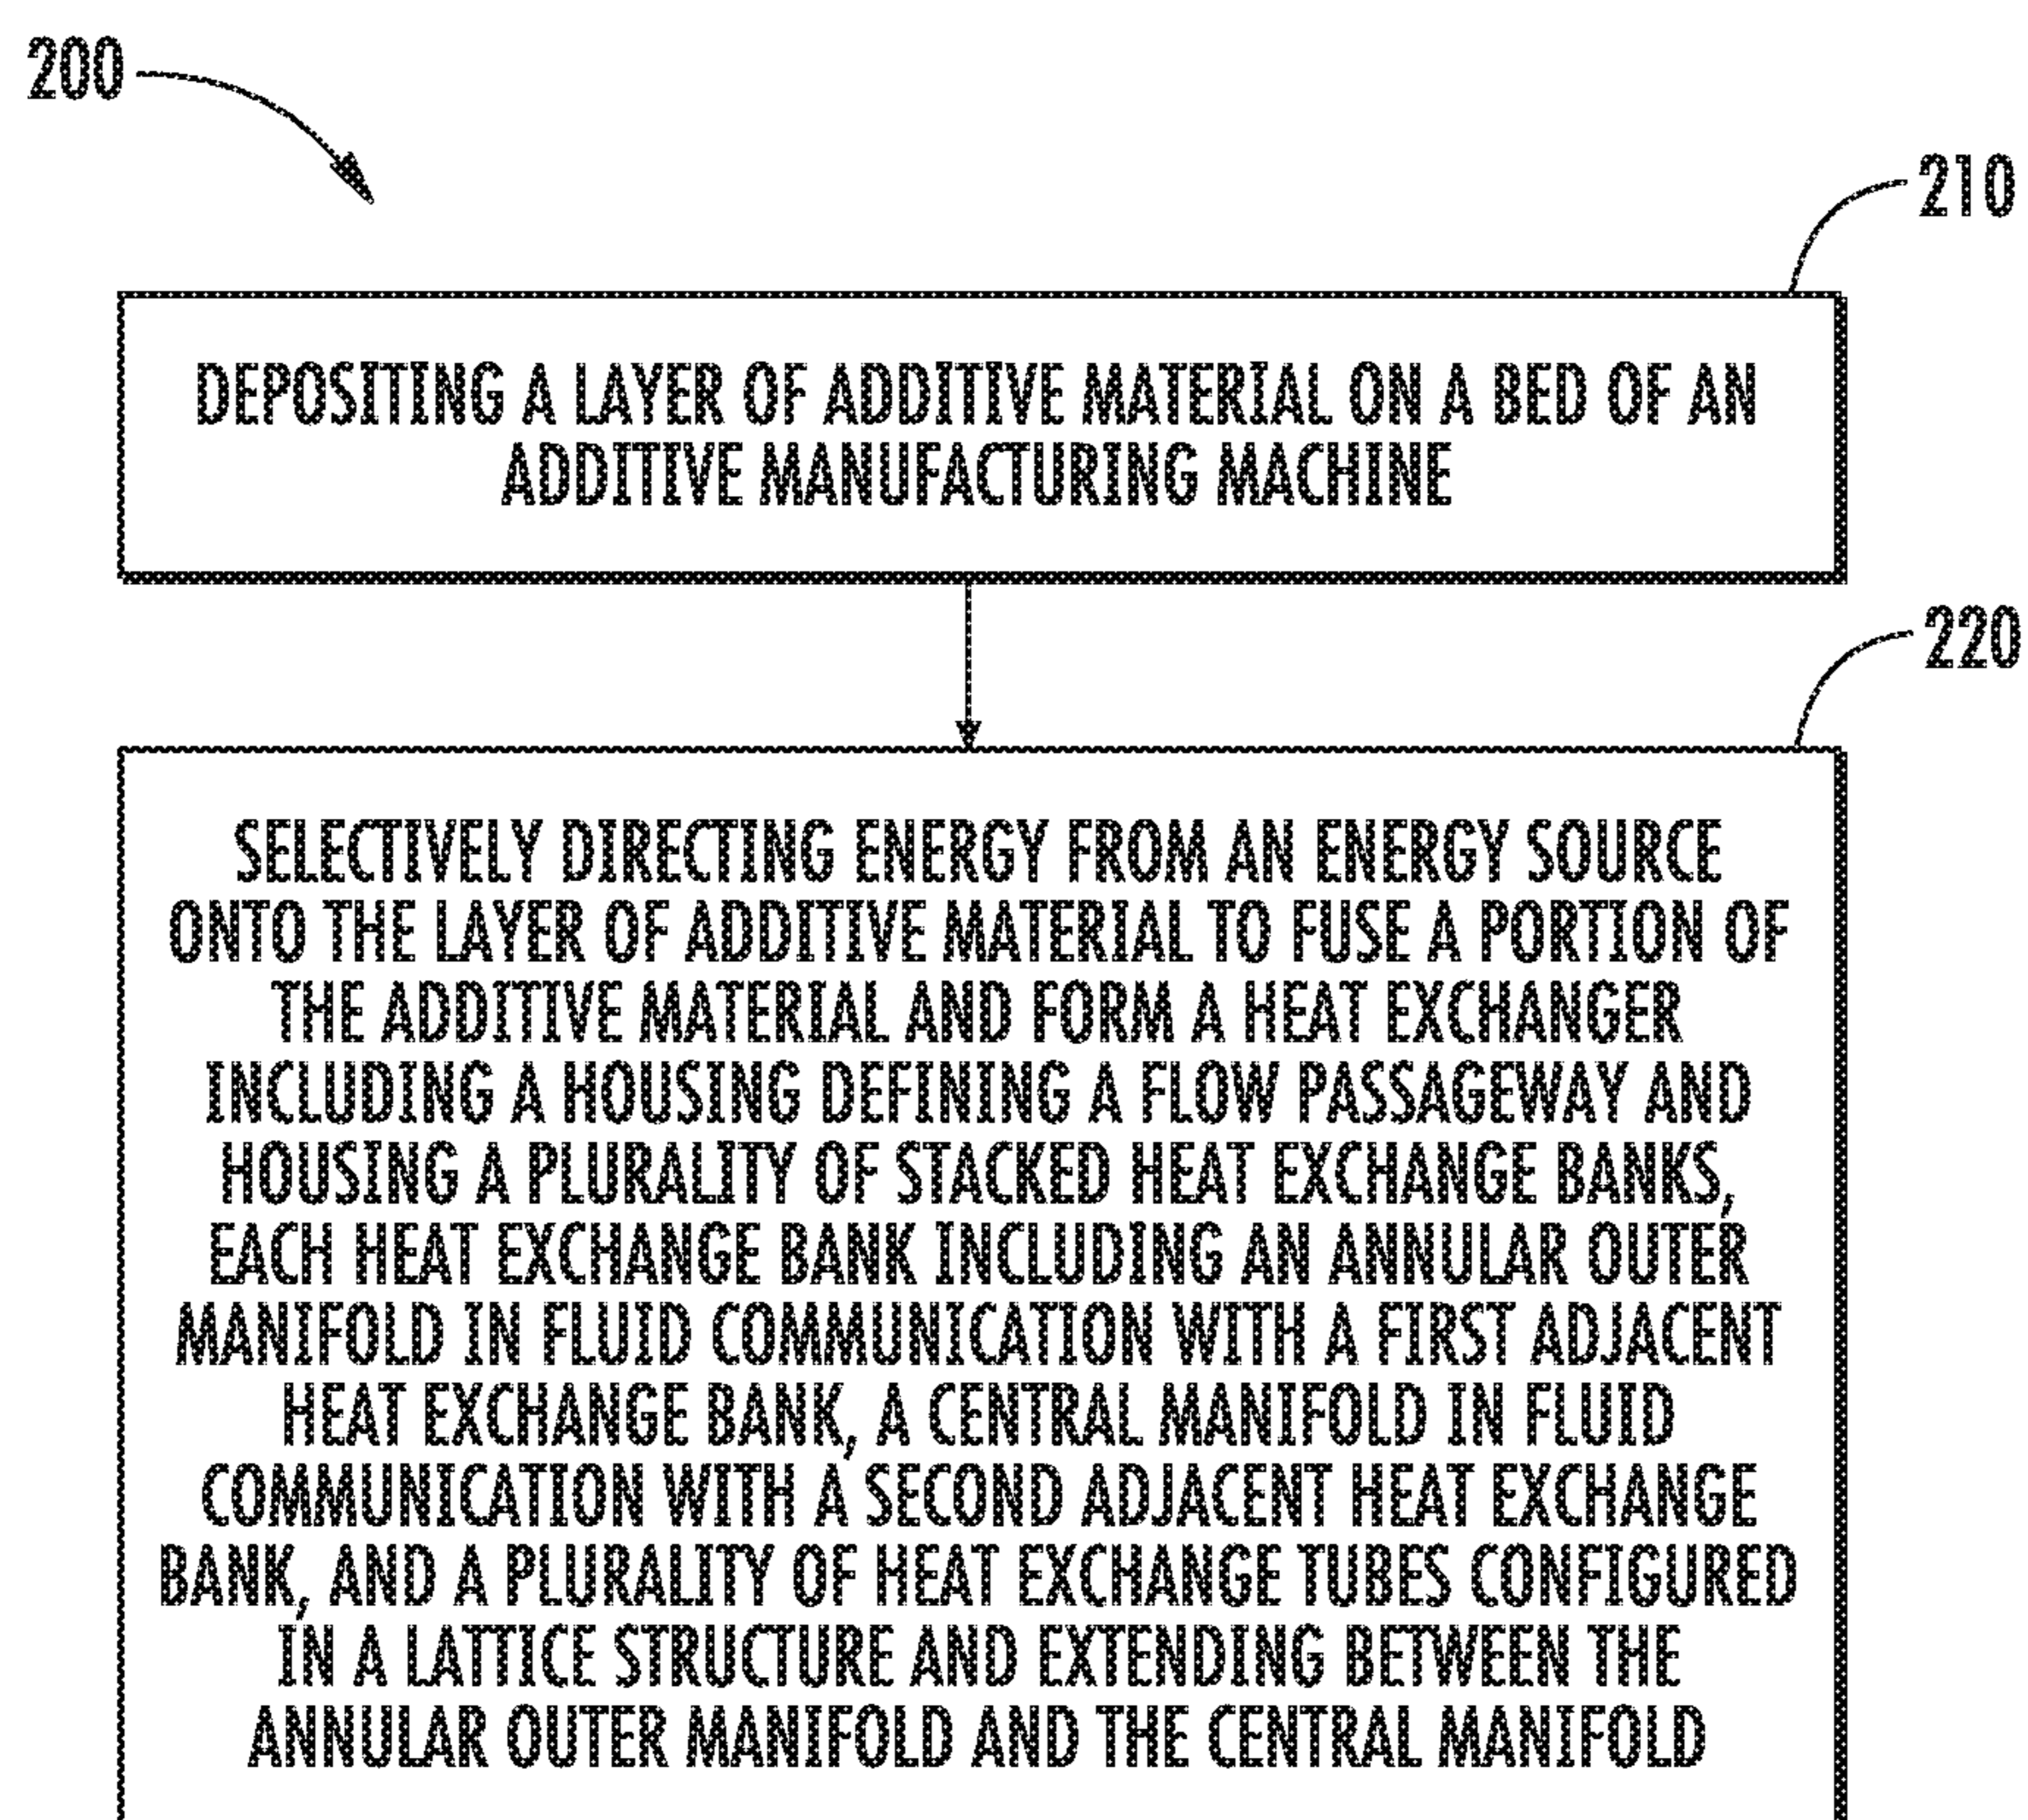 200
210
DEPOSITING A LAYER OF ADDITIVE MATERIAL ON A BED OF AN
ADDITIVE MANUFACTURING MACHINE
220
SELECTIVELY DIRECTING ENERGY FROM AN ENERGY SOURCE
ONTO THE LAYER OF ADDITIVE MATERIAL TO FUSE A PORTION OF
THE ADDITIVE MATERIAL AND FORM A HEAT EXCHANGER
INCLUDING A HOUSING DEFINING A FLOW PASSAGEWAY AND
HOUSING A PLURALITY OF STACKED HEAT EXCHANGE BANKS,
EACH HEAT EXCHANGE BANK INCLUDING AN ANNULAR OUTER
MANIFOLD IN FLUID COMMUNICATION WITH A FIRST ADJACENT
HEAT EXCHANGE BANK, A CENTRAL MANIFOLD IN FLUID
COMMUNICATION WITH A SECOND ADJACENT HEAT EXCHANGE
BANK, AND A PLURALITY OF HEAT EXCHANGE TUBES CONFIGURED
IN A LATTICE STRUCTURE AND EXTENDING BETWEEN THE
ANNULAR OUTER MANIFOLD AND THE CENTRAL MANIFOLD